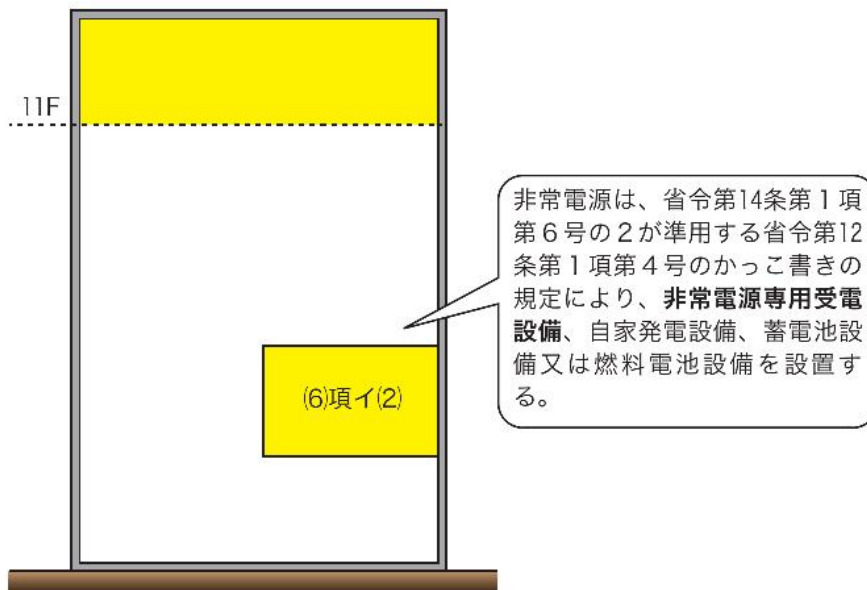 11F
非常電源は、省令第14条第１項
第６号の２が準用する省令第12
条第１項第４号のかっこ書きの
規定により、非常電源専用受電
設備、自家発電設備、蓄電池設
備又は燃料電池設備を設置す
る。
⑹項イ⑵